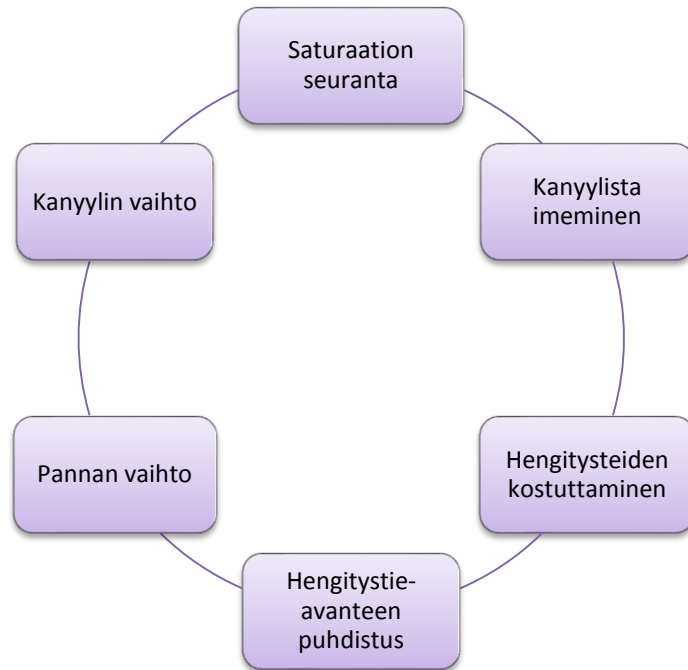 Saturaation
seuranta
Kanyylista
imeminen
Hengitysteiden
kostuttaminen
Hengitystie-
avanteen
puhdistus
Pannan vaihto
Kanyylin vaihto